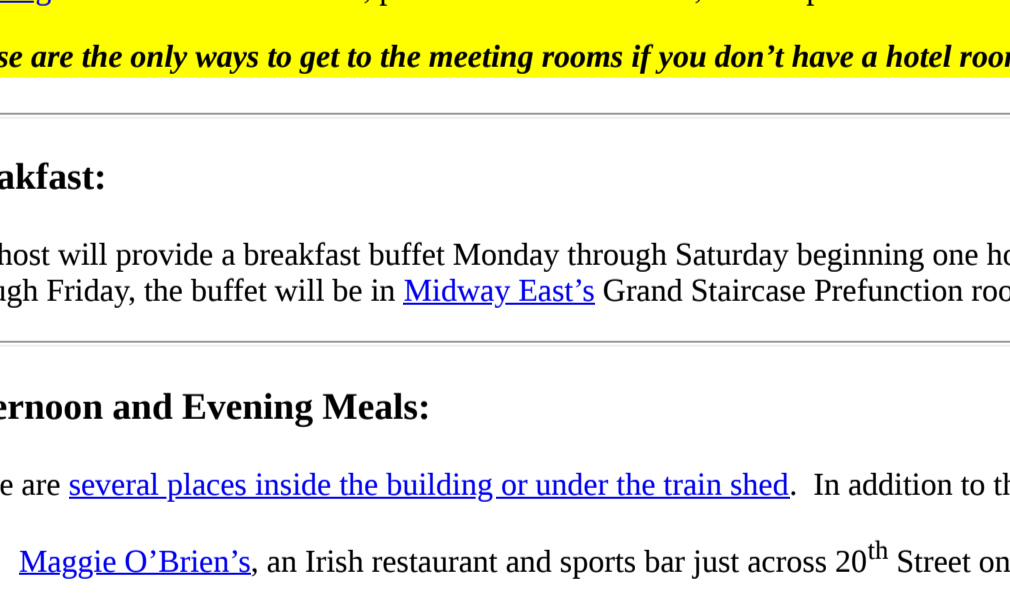 se are the only ways to get to the meeting rooms if you don’t have a hotel
akfast:
host will provide a breakfast buffet Monday through Saturday beginning one
ugh Friday, the buffet will be in Midway East’s Grand Staircase Prefunction
ernoon and Evening Meals:
e are several places inside the building or under the train shed. In addition to
Maggie O’Brien’s, an Irish restaurant and sports bar just across 20th Street on